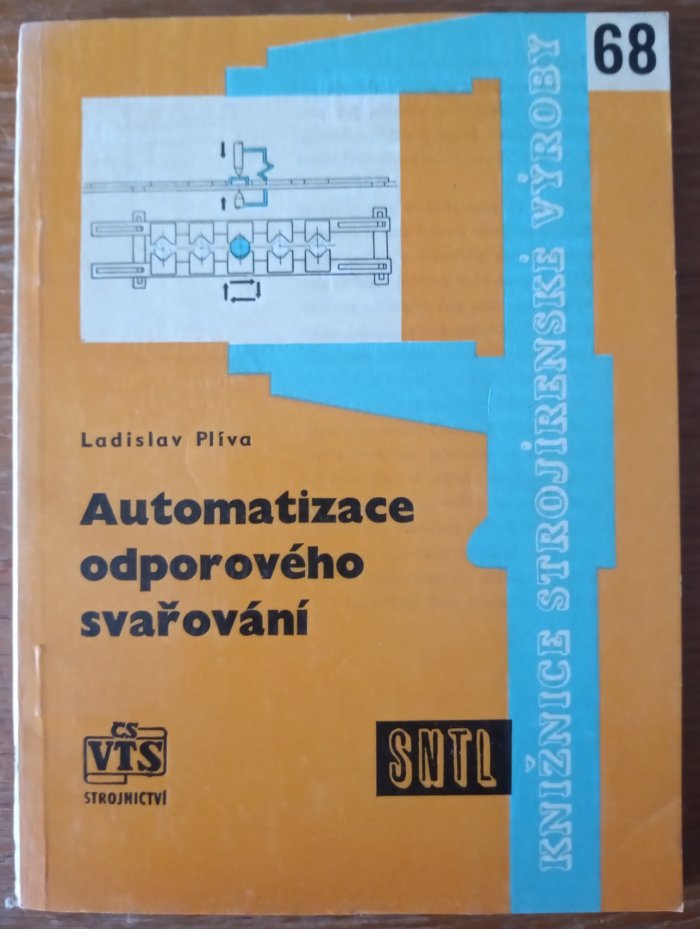 68
KNIŽNICE STROJÍRENSKÉ VÝROBY
Ladislav Plíva
Automatizace
odporového
svařování
ČS
VTS
STROJNICTVÍ
SNTL